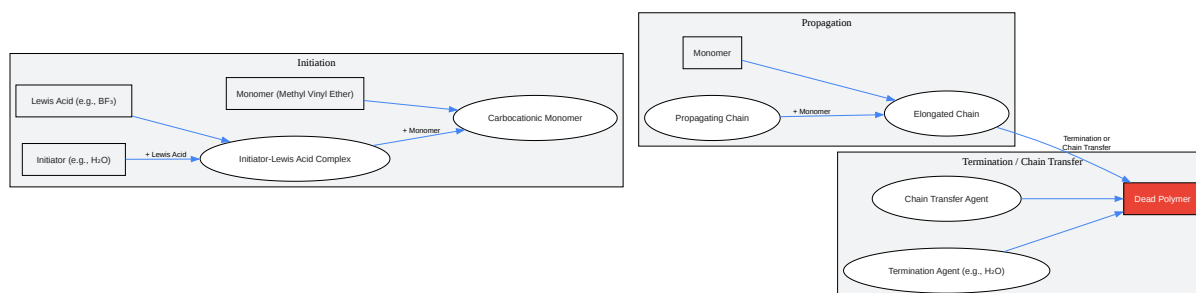 Initiation
Lewis Acid (e.g., BF₃)
Monomer (Methyl Vinyl Ether)
Carbocationic Monomer
+ Monomer
Initiator (e.g., H₂O)
+ Lewis Acid
Initiator-Lewis Acid Complex
Propagation
Monomer
Propagating Chain
+ Monomer
Elongated Chain
Termination or
Chain Transfer
Termination / Chain Transfer
Chain Transfer Agent
Dead Polymer
Termination Agent (e.g., H₂O)